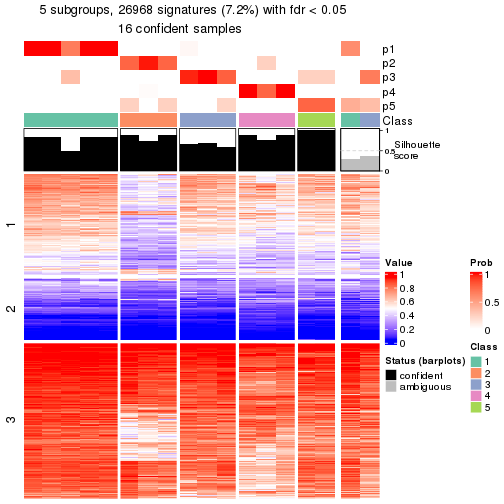 5 subgroups, 26968 signatures (7.2%) with fdr < 0.05
16 confident samples
p1
p2
p3
p4
p5
Class
1
0.5
0
Silhouette
score
1
2
3
Value
1
0.8
0.6
0.4
0.2
0
Status (barplots)
confident
ambiguous
Prob
1
0.5
0
Class
1
2
3
4
5